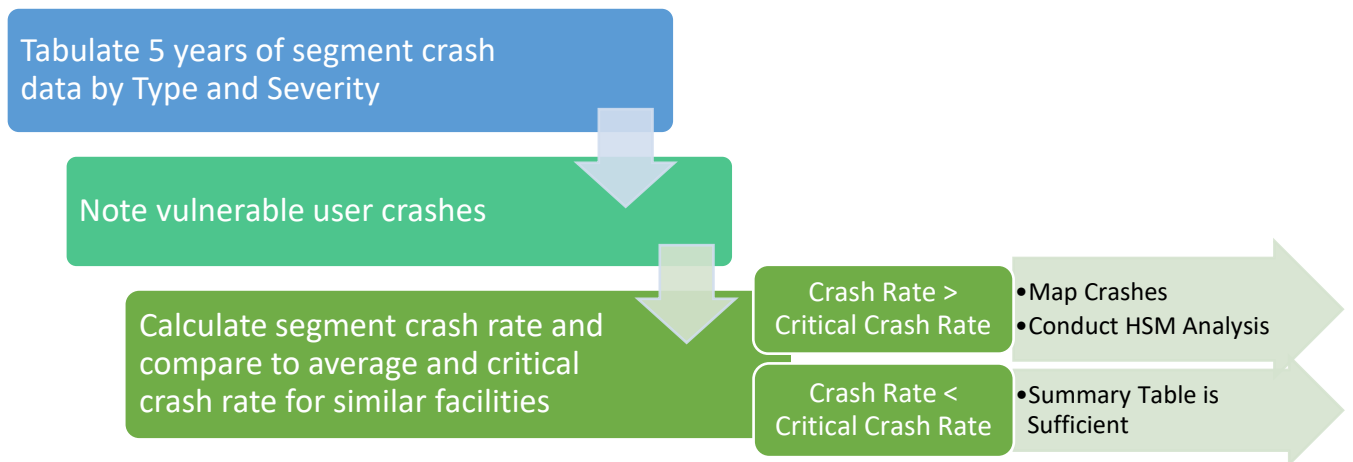 Tabulate 5 years of segment crash
data by Type and Severity
Note vulnerable user crashes
Calculate segment crash rate and
compare to average and critical
crash rate for similar facilities
Crash Rate >
Critical Crash Rate
•Map Crashes
•Conduct HSM Analysis
Crash Rate <
Critical Crash Rate
•Summary Table is
Sufficient